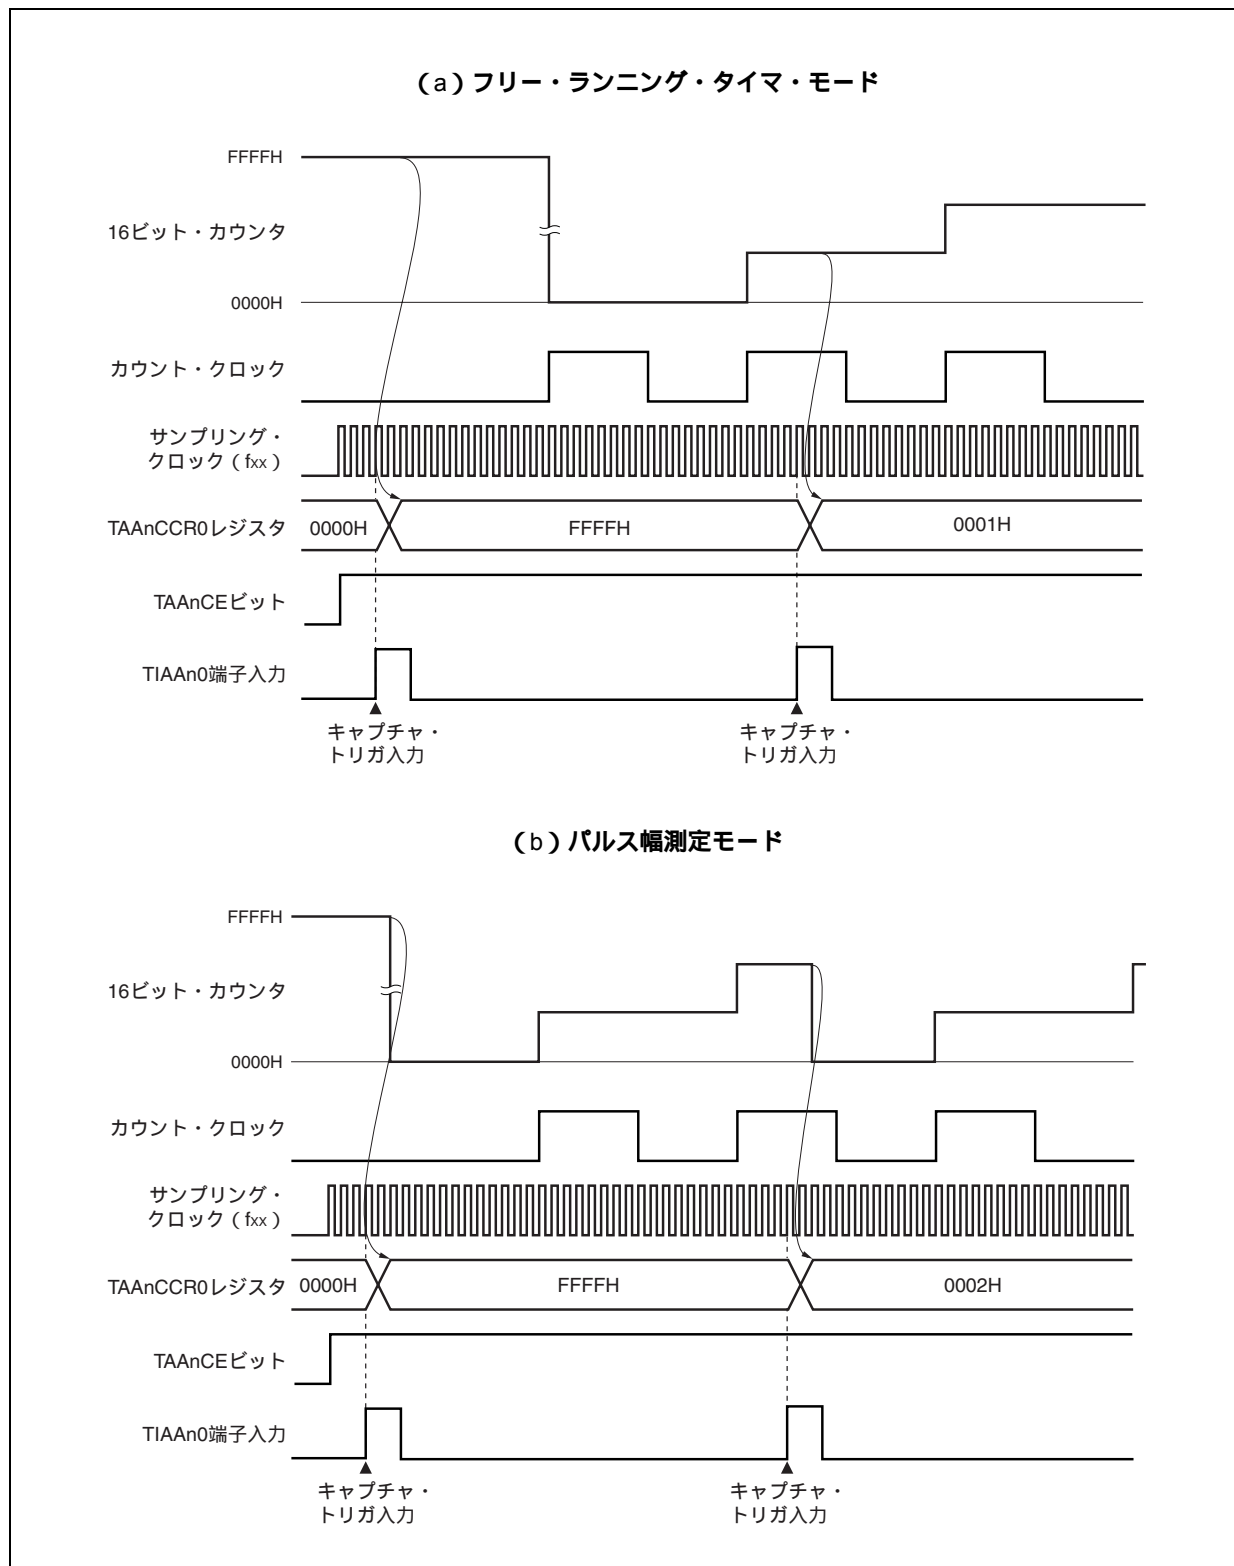 （a）フリー・ランニング・タイマ・モード
FFFFH
16ビット・カウンタ
0000H
カウント・クロック
サンプリング・
クロック（fxx）
TAAnCCR0レジスタ
0000H
FFFFH
0001H
TAAnCEビット
TIAAn0端子入力
キャプチャ・
トリガ入力
キャプチャ・
トリガ入力
（b）パルス幅測定モード
FFFFH
16ビット・カウンタ
0000H
カウント・クロック
サンプリング・
クロック（fxx）
TAAnCCR0レジスタ
0000H
FFFFH
0002H
TAAnCEビット
TIAAn0端子入力
キャプチャ・
トリガ入力
キャプチャ・
トリガ入力